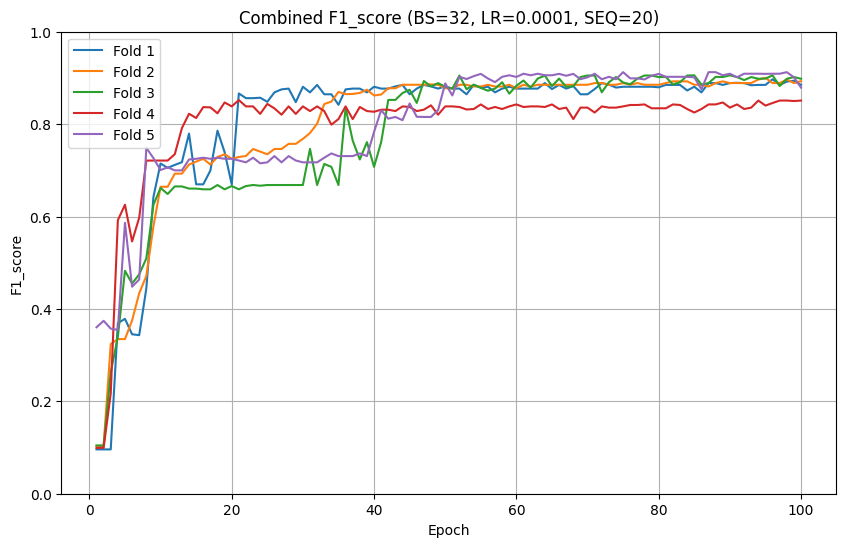 Combined F1_score (BS=32, LR=0.0001, SEQ=20)
Fold 1
Fold 2
Fold 3
Fold 4
Fold 5
1.0
0.8
0.6
0.4
0.2
0.0
F1_score
0 20 40 60 80 100
Epoch